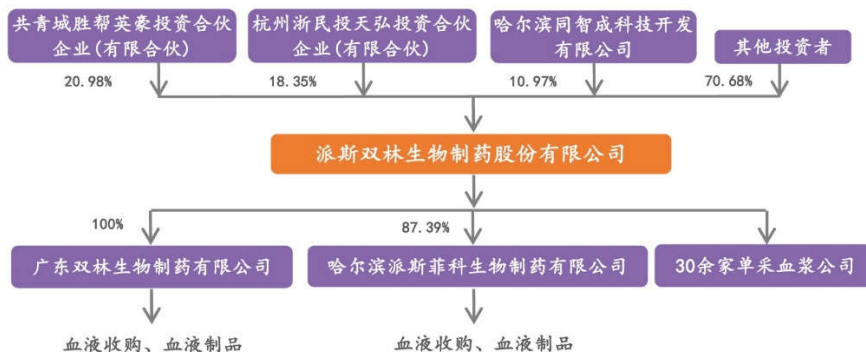 共青城胜帮英豪投资合伙
企业(有限合伙)
杭州浙民投天弘投资合伙
企业(有限合伙)
哈尔滨同智成科技开发
有限公司
其他投资者
20.98%
18.35%
10.97%
70.68%
派斯双林生物制药股份有限公司
100%
87.39%
广东双林生物制药有限公司
哈尔滨派斯菲科生物制药有限公司
30余家单采血浆公司
血液收购、血液制品
血液收购、血液制品